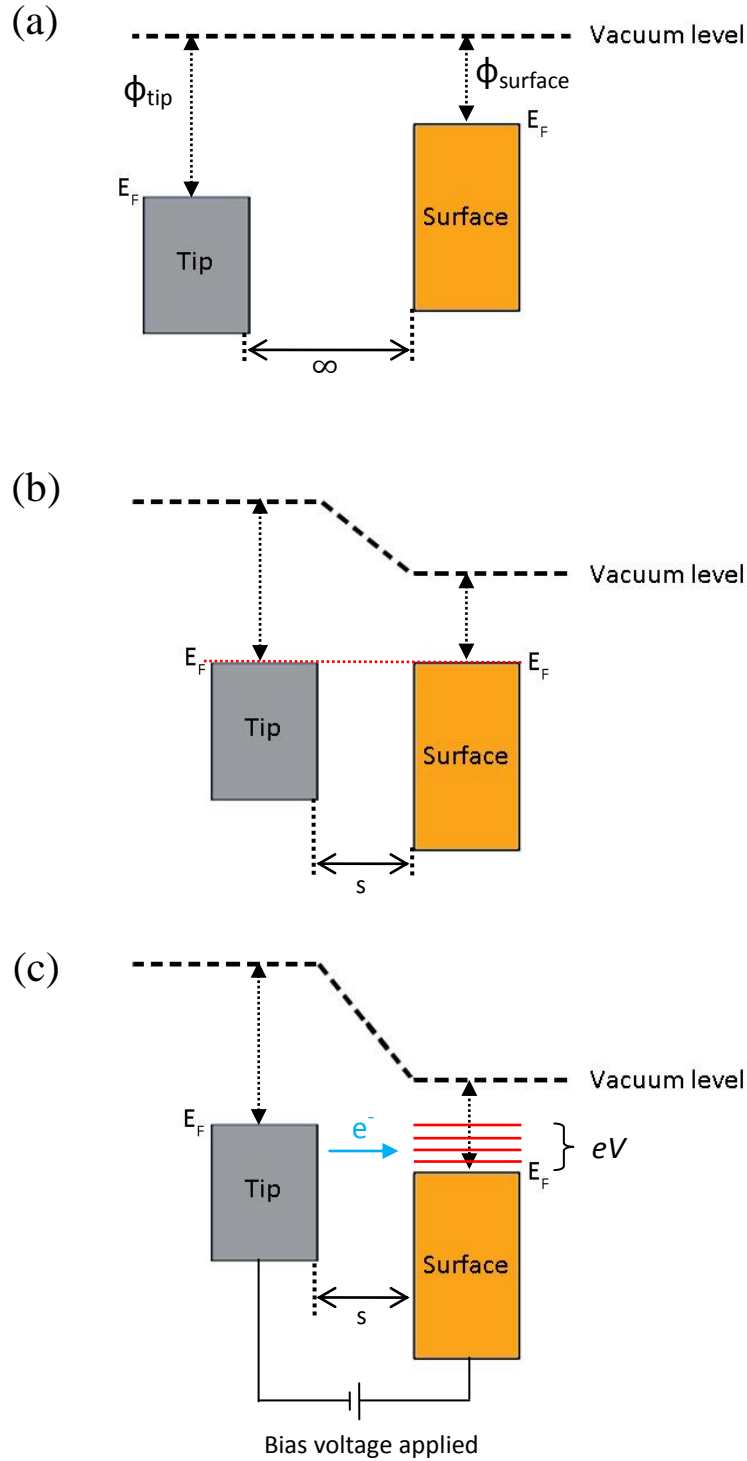 (a)
Vacuum level
ϕtip
ϕsurface
EF
EF
Tip
Surface
∞
(b)
Vacuum level
EF
EF
Tip
Surface
s
(c)
Vacuum level
EF
e-
eV
EF
Tip
Surface
s
Bias voltage applied